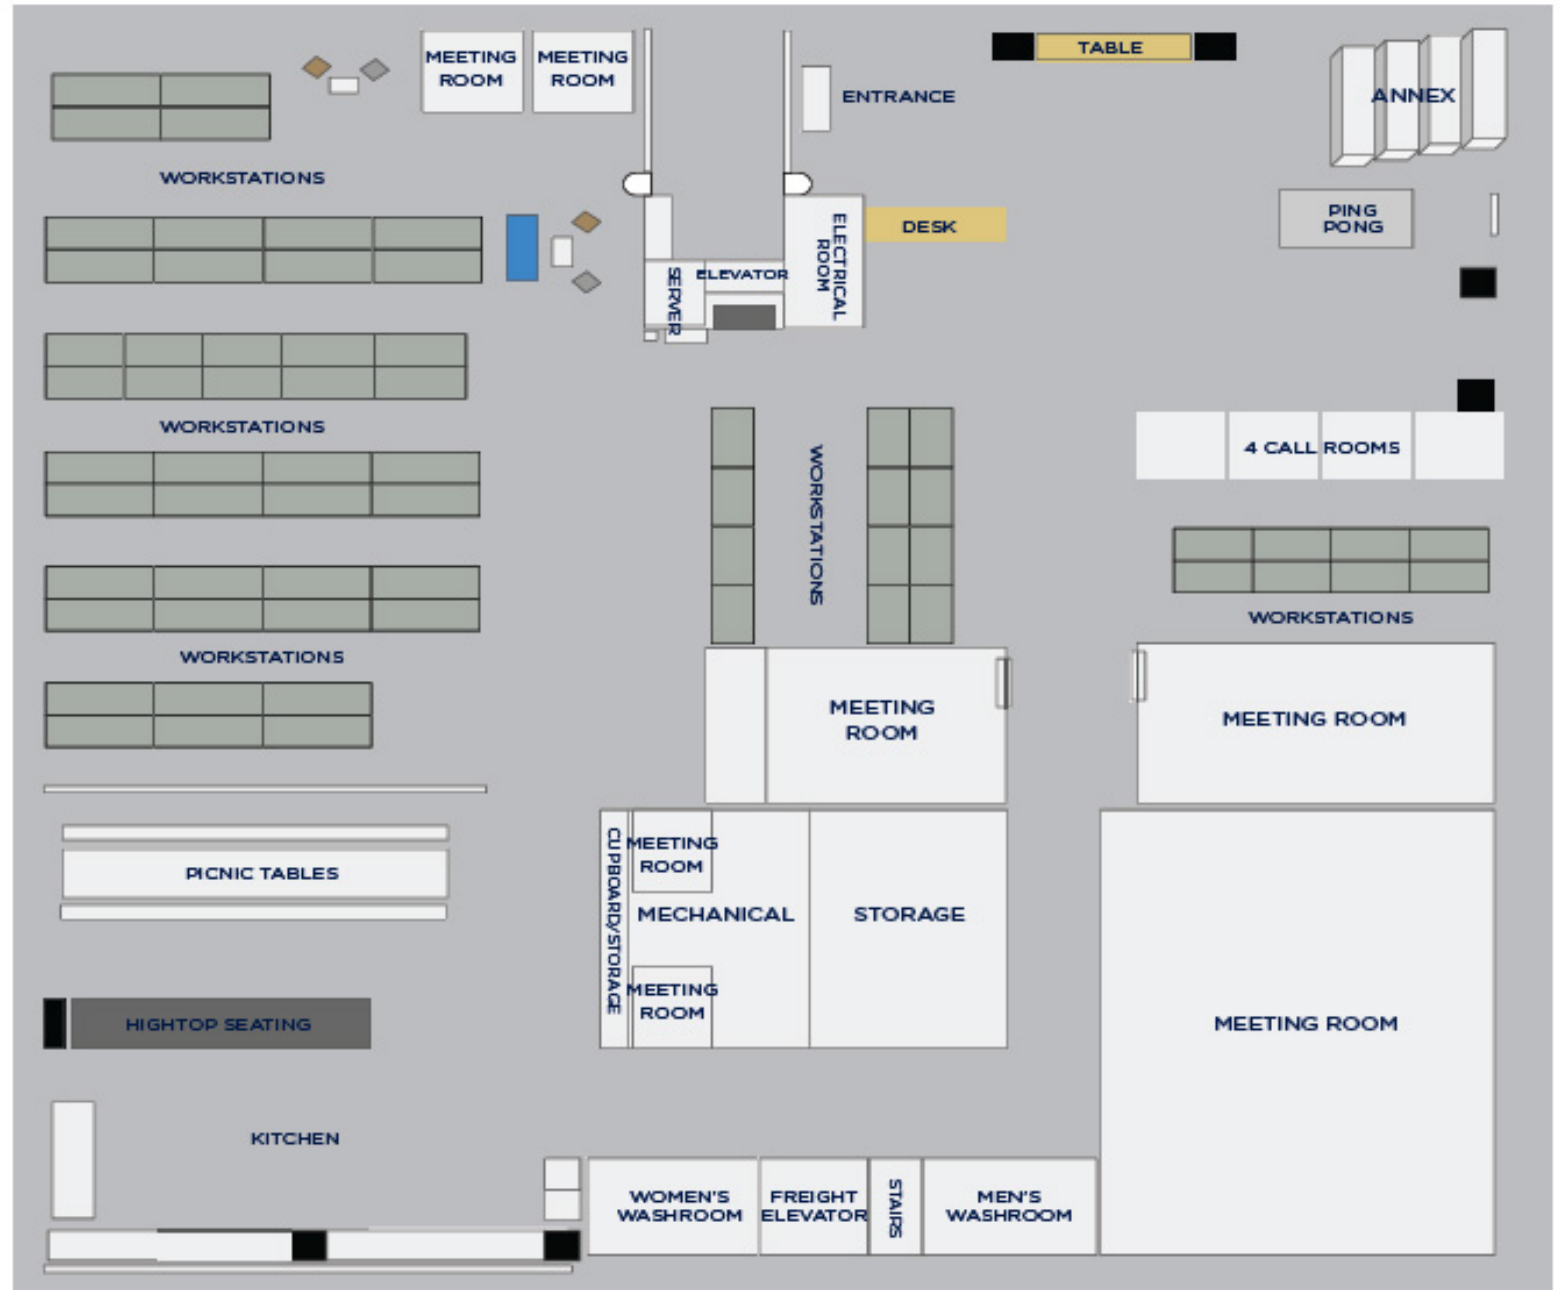 MEETING
ROOM
MEETING
ROOM
TABLE
ENTRANCE
ANNEX
WORKSTATIONS
PING
PONG
DESK
ELECTRICAL
ROOM
ELEVATOR
SERVER
WORKSTATIONS
4 CALL ROOMS
WORKSTATIONS
WORKSTATIONS
WORKSTATIONS
MEETING
ROOM
MEETING ROOM
PICNIC TABLES
CUPBOARD/STORAGE
MEETING
ROOM
MECHANICAL
STORAGE
MEETING
ROOM
HIGHTOP SEATING
MEETING ROOM
KITCHEN
WOMEN'S
WASHROOM
FREIGHT
ELEVATOR
STAIRS
MEN'S
WASHROOM